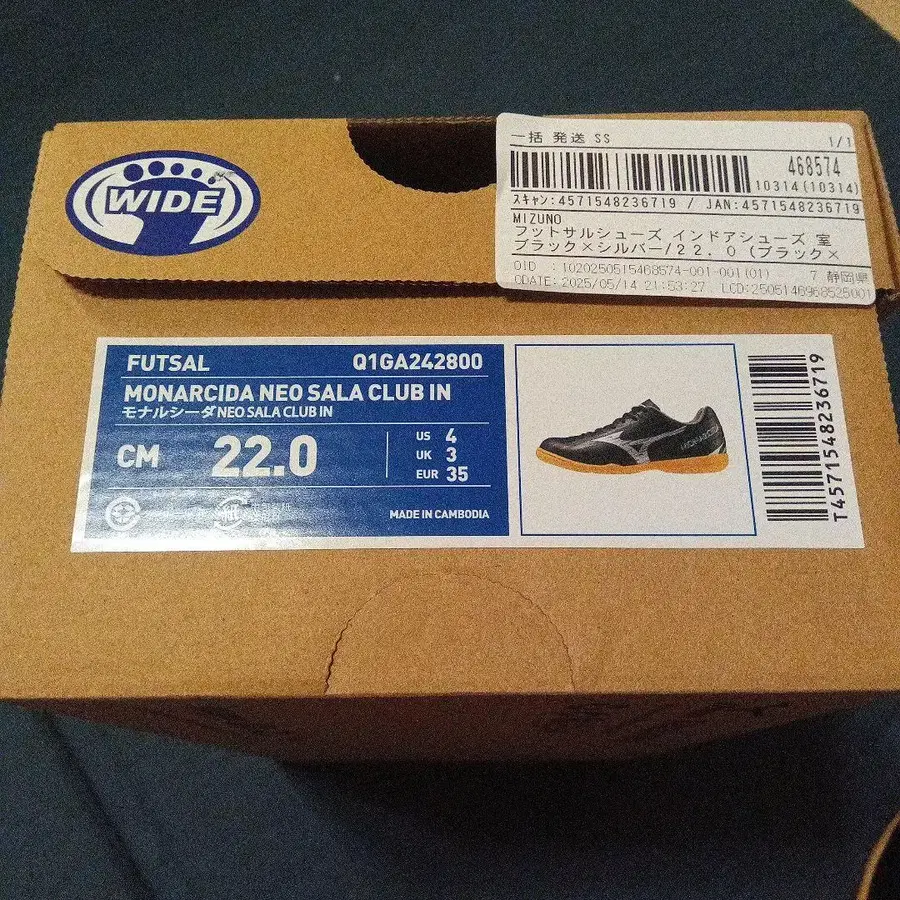 WIDE
一括 発送 SS
1/1
468574
10314(10314)
スキャン:4571548236719 / JAN:4571548236719
MIZUNO
フットサルシューズ インドアシューズ 室
ブラック×シルバー/22.0 (ブラック×
OID :1020250515468574-001-001(01) 7 静岡県
ODATE: 2025/05/14 21:53:27 LCD:2505146968525001
FUTSAL Q1GA242800
MONARCIDA NEO SALA CLUB IN
モナルシーダ NEO SALA CLUB IN
CM 22.0
US 4
UK 3
EUR 35
MADE IN CAMBODIA
T4571548236719